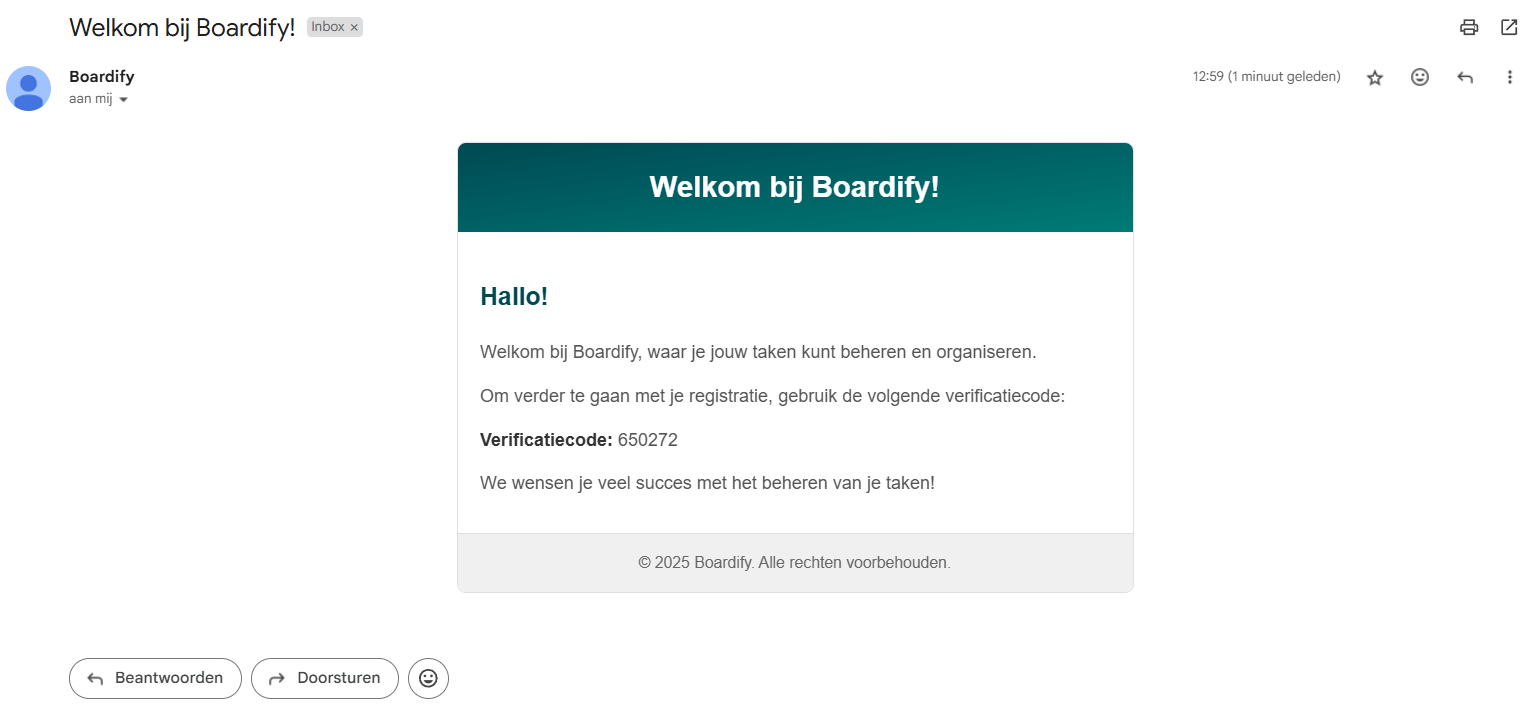 Welkom bij Boardify! Inbox ×
Boardify
12:59 (1 minuut geleden)
aan mij
Welkom bij Boardify!
Hallo!
Welkom bij Boardify, waar je jouw taken kunt beheren en organiseren.
Om verder te gaan met je registratie, gebruik de volgende verificatiecode:
Verificatiecode: 650272
We wensen je veel succes met het beheren van je taken!
© 2025 Boardify. Alle rechten voorbehouden.
Beantwoorden Doorsturen